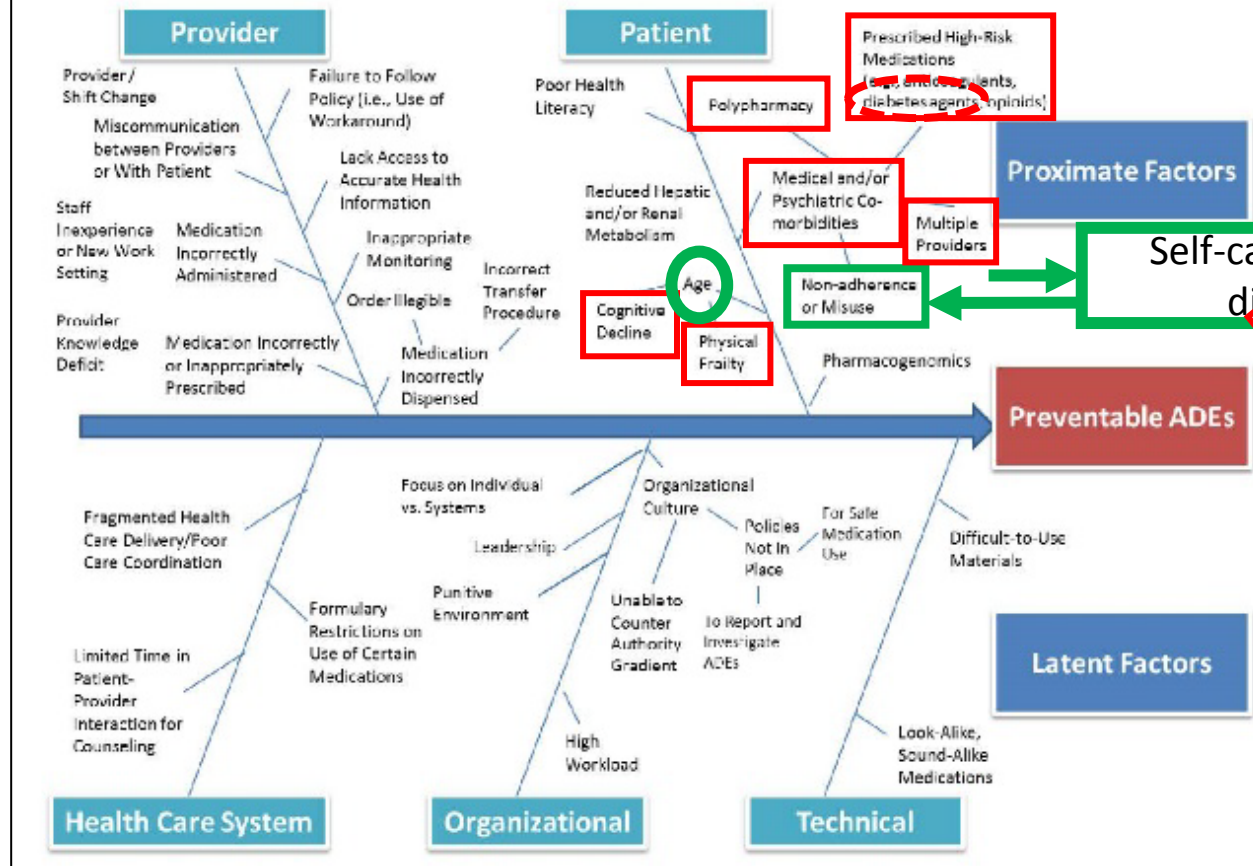 Provider
Patient
Provider /
Shift Change
Failure to Follow
Policy (i.e., Use of
Workaround)
Miscommunication
between Providers
or With Patient
Lack Access to
Accurate Health
Information
Staff
Inexperience
or New Work
Setting
Medication
Incorrectly
Administered
Inappropriate
Monitoring
Order Illegible
Incorrect
Transfer
Procedure
Provider
Knowledge
Deficit
Medication Incorrectly
or Inappropriately
Prescribed
Medication
Incorrectly
Dispensed
Poor Health
Literacy
Polypharmacy
Prescribed High-Risk
Medications
(e.g., anticoagulents,
diabetes agents, opioids)
Reduced Hepatic
and/or Renal
Metabolism
Medical and/or
Psychiatric Co-
morbidities
Multiple
Providers
Age
Cognitive
Decline
Physical
Frailty
Non-adherence
or Misuse
Pharmacogenomics
Proximate Factors
Self-ca
di
Preventable ADEs
Fragmented Health
Care Delivery/Poor
Care Coordination
Formulary
Restrictions on
Use of Certain
Medications
Limited Time in
Patient-
Provider
Interaction for
Counseling
Focus on Individual
vs. Systems
Leadership
Punitive
Environment
Organizational
Culture
Policies
Not In
Place
For Safe
Medication
Use
Unable to
Counter
Authority
Gradient
To Report and
Investigate
ADEs
High
Workload
Difficult-to-Use
Materials
Look-Alike,
Sound-Alike
Medications
Latent Factors
Health Care System
Organizational
Technical